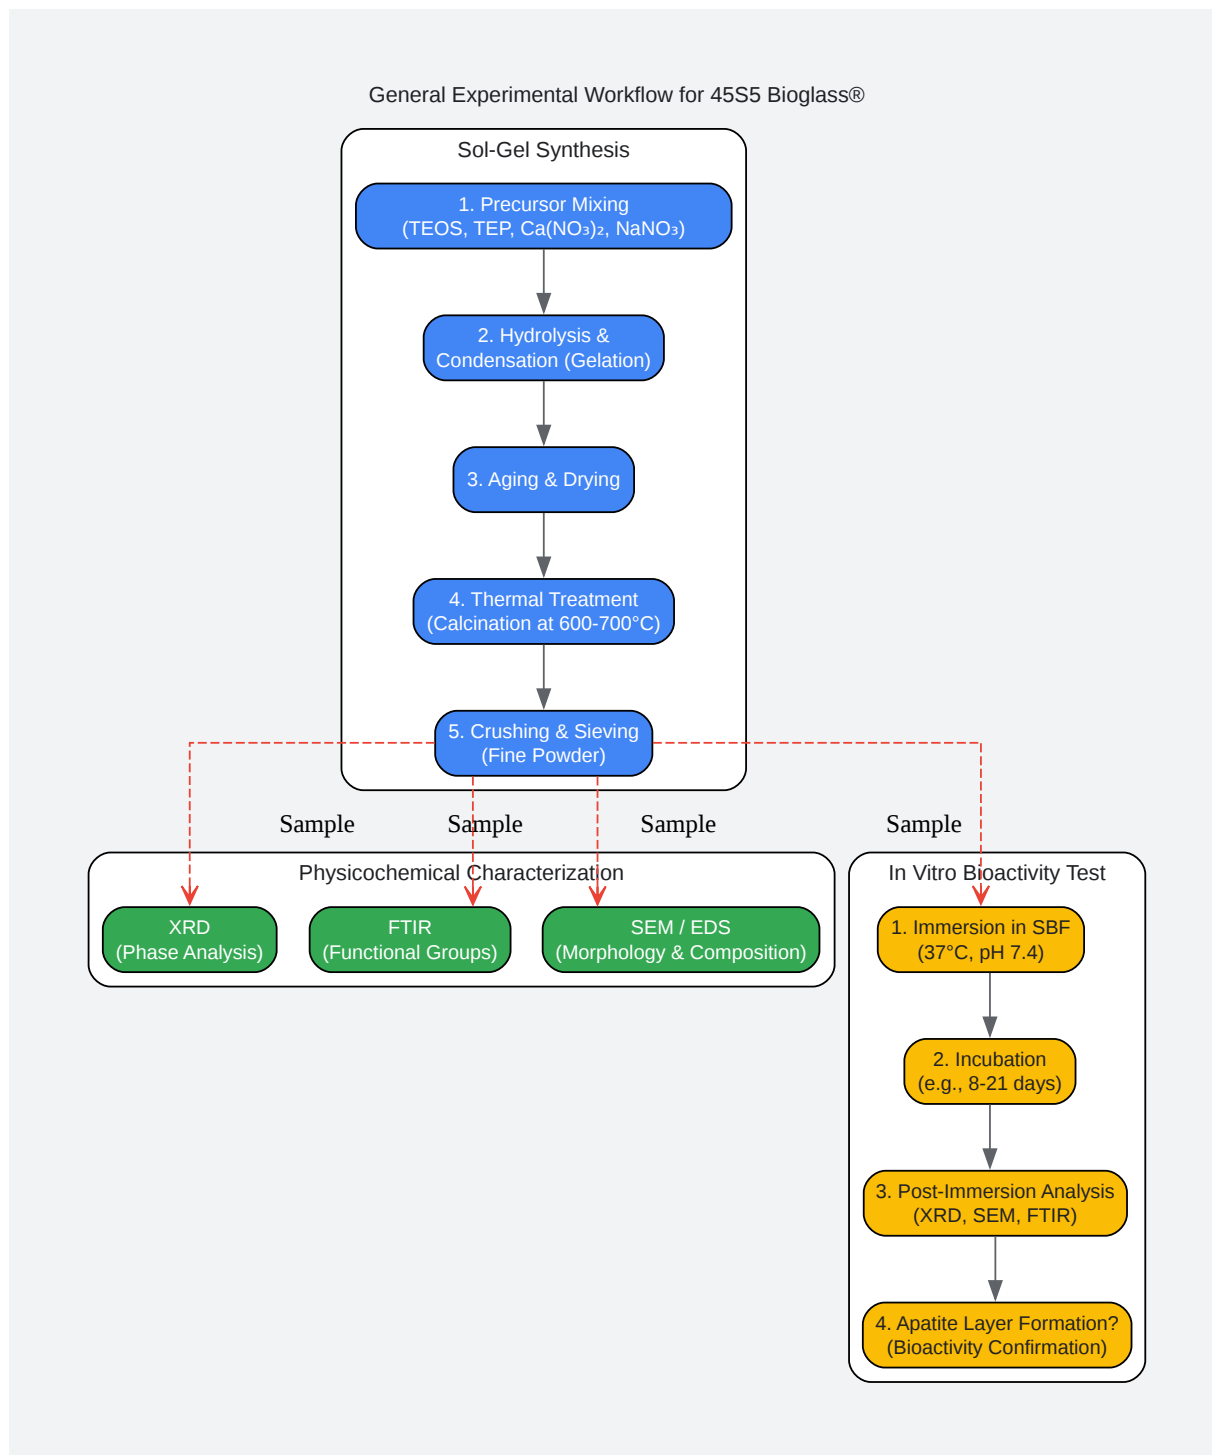 General Experimental Workflow for 45S5 Bioglass®
Sol-Gel Synthesis
1. Precursor Mixing
(TEOS, TEP, Ca(NO₃)₂, NaNO₃)
2. Hydrolysis &
Condensation (Gelation)
3. Aging & Drying
4. Thermal Treatment
(Calcination at 600-700°C)
5. Crushing & Sieving
(Fine Powder)
Sample
Sample
Sample
Sample
Physicochemical Characterization
XRD
(Phase Analysis)
FTIR
(Functional Groups)
SEM / EDS
(Morphology & Composition)
In Vitro Bioactivity Test
1. Immersion in SBF
(37°C, pH 7.4)
2. Incubation
(e.g., 8-21 days)
3. Post-Immersion Analysis
(XRD, SEM, FTIR)
4. Apatite Layer Formation?
(Bioactivity Confirmation)